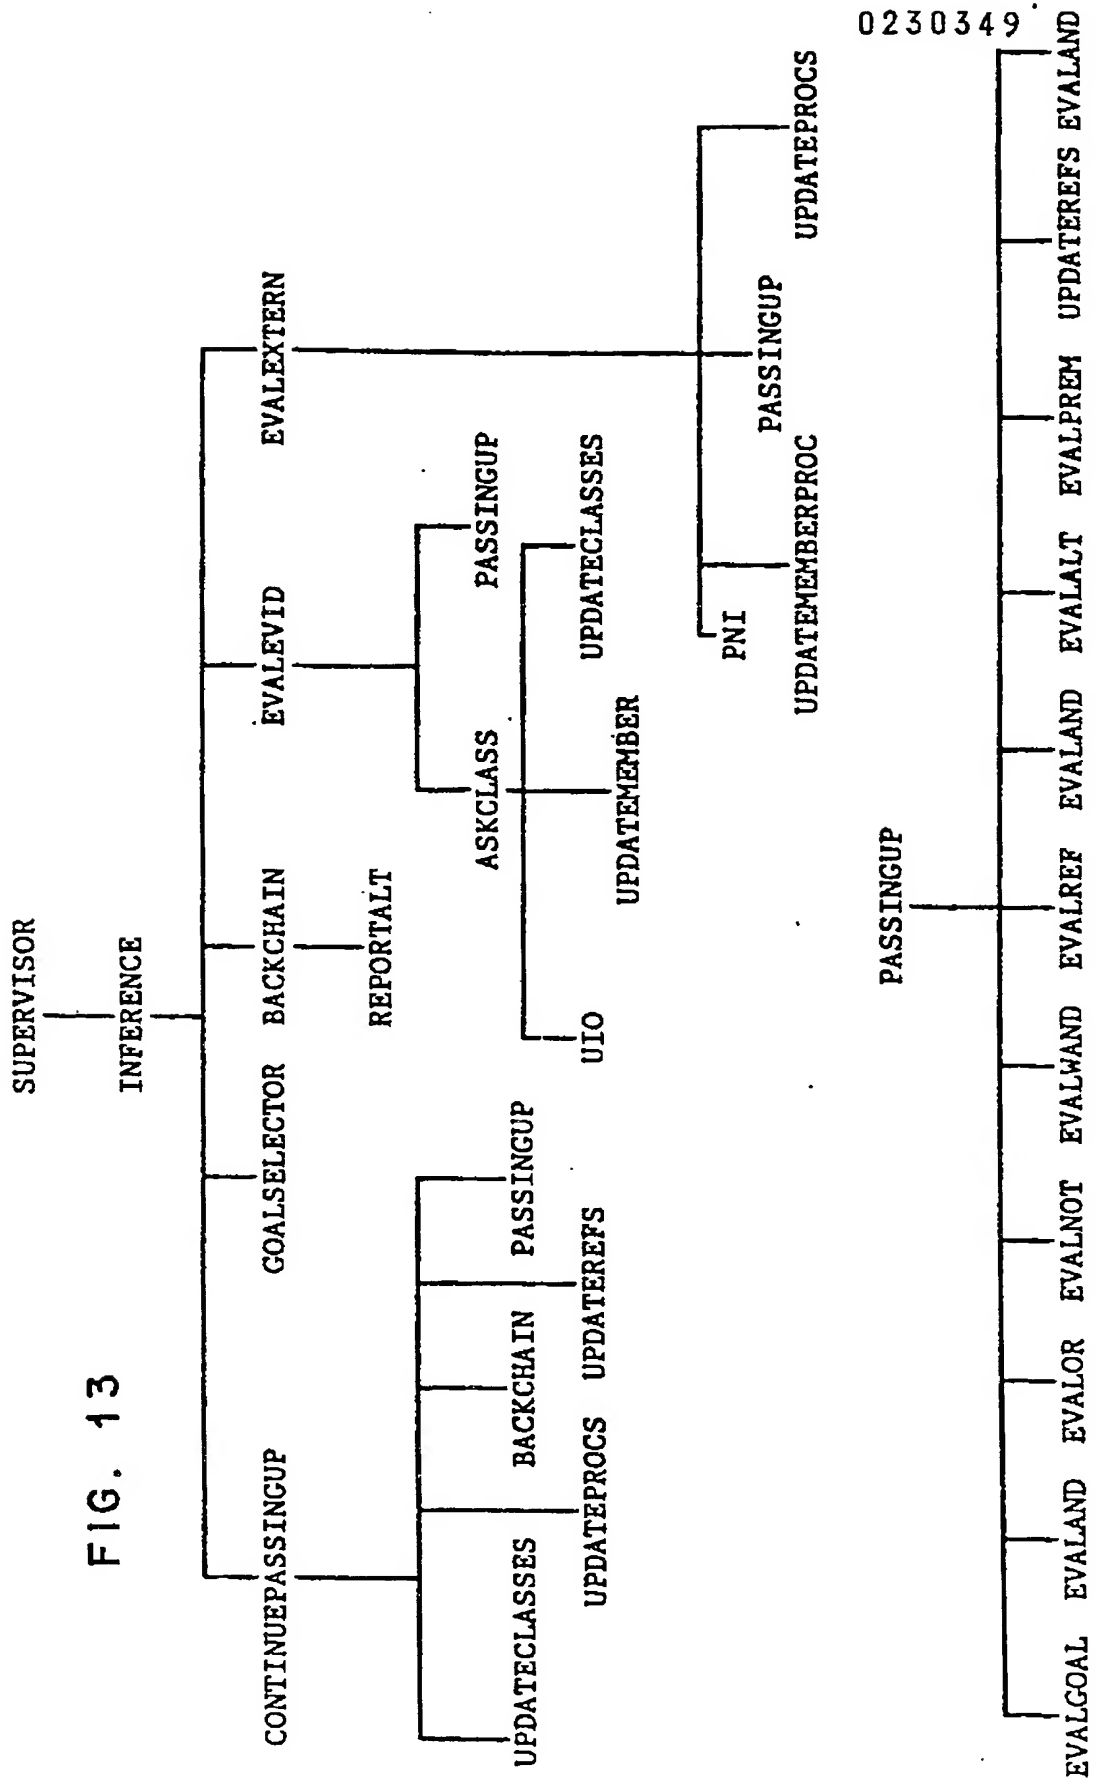 0230349
FIG. 13
SUPERVISOR
INFERENCE
CONTINUEPASSINGUP GOALSELECTOR BACKCHAIN EVALEVID EVALEXTERN
REPORTALT
UPDATECLASSES BACKCHAIN PASSINGUP
UPDATEPROCS UPDATEREFS
ASKCLASS PASSINGUP
UIO UPDATECLASSES
UPDATEMEMBER
PNI PASSINGUP
UPDATEMEMBERPROC UPDATEPROCS
PASSINGUP
EVALGOAL EVALAND EVALOR EVALNOT EVALWAND EVALREF EVALAND EVALALT EVALPREM UPDATEREFS EVALAND